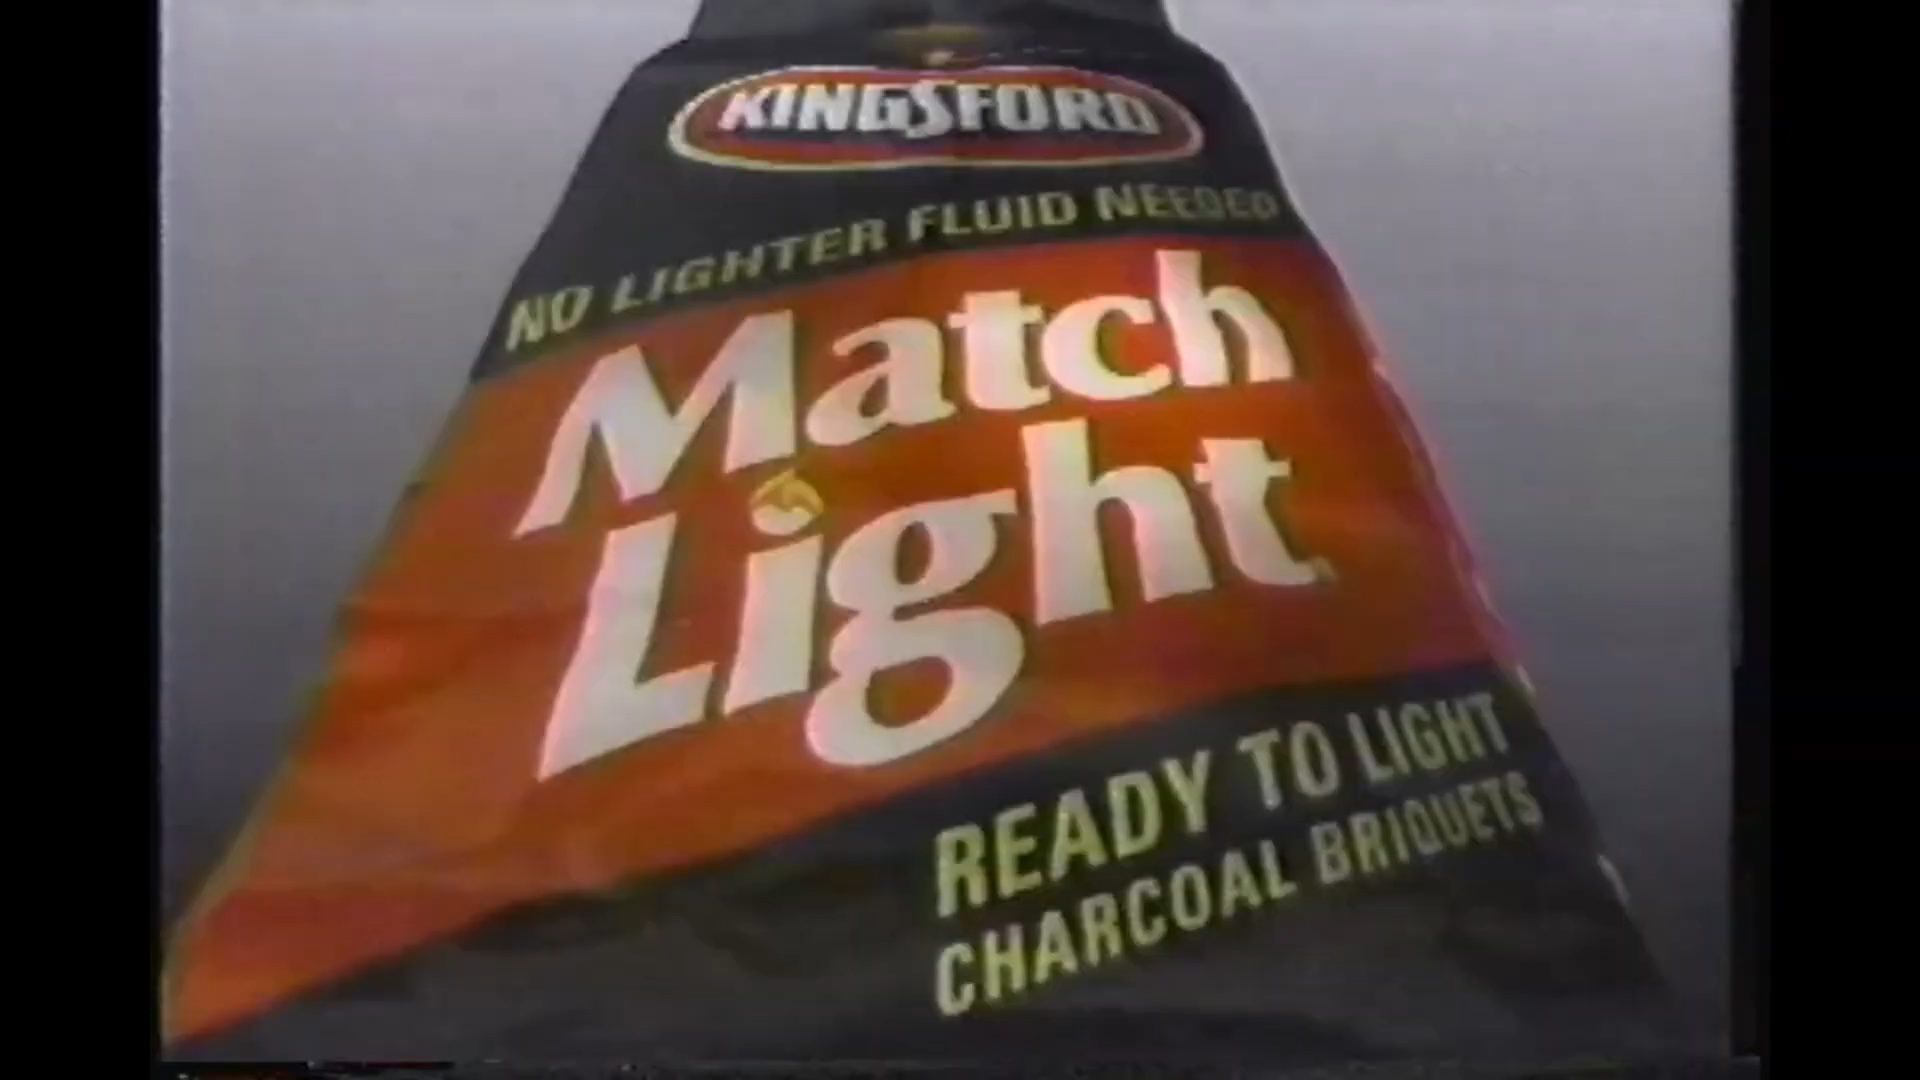 KINGSFORD
NO LIGHTER FLUID NEEDED
Match
Light
READY TO LIGHT
CHARCOAL BRIQUETS